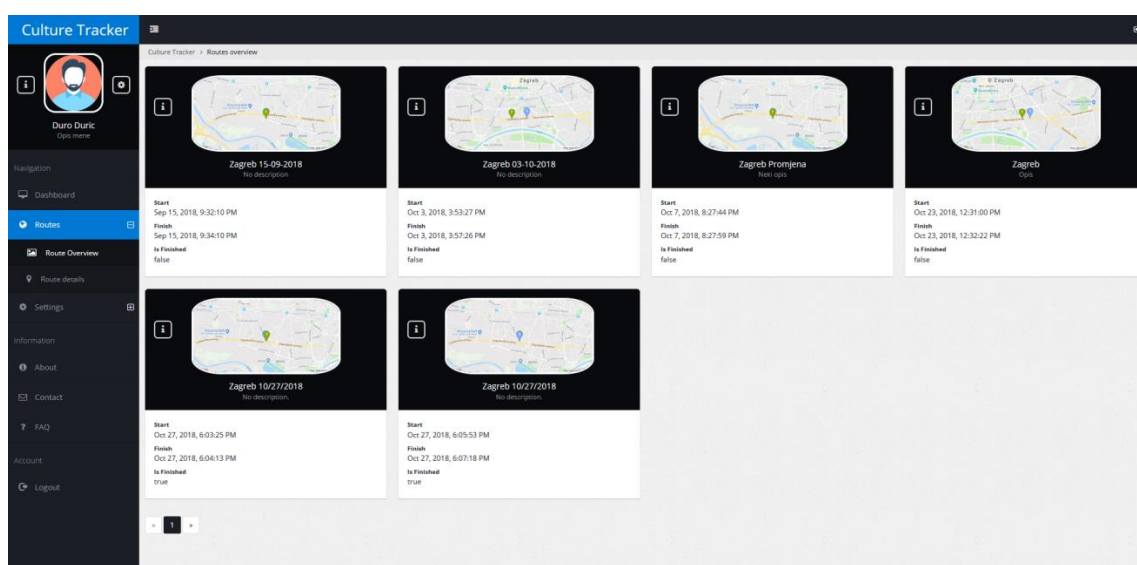 Culture Tracker
Duro Duric
Opis mene
Navigation
Dashboard
Routes
Route Overview
Route details
Settings
Information
About
Contact
? FAQ
Account
Logout
Culture Tracker > Routes overview
Zagreb 15-09-2018
No description
Start
Sep 15, 2018, 9:32:10 PM
Finish
Sep 15, 2018, 9:34:10 PM
Is Finished
false
Zagreb
Zagreb 03-10-2018
No description
Start
Oct 3, 2018, 3:53:27 PM
Finish
Oct 3, 2018, 3:57:26 PM
Is Finished
false
Zagreb Promjena
Neki opis
Start
Oct 7, 2018, 8:27:44 PM
Finish
Oct 7, 2018, 8:27:59 PM
Is Finished
false
Zagreb
Zagreb
Opis
Start
Oct 23, 2018, 12:31:00 PM
Finish
Oct 23, 2018, 12:32:22 PM
Is Finished
false
Zagreb 10/27/2018
No description.
Start
Oct 27, 2018, 6:03:25 PM
Finish
Oct 27, 2018, 6:04:13 PM
Is Finished
true
Zagreb 10/27/2018
No description.
Start
Oct 27, 2018, 6:05:53 PM
Finish
Oct 27, 2018, 6:07:18 PM
Is Finished
true
« 1 »